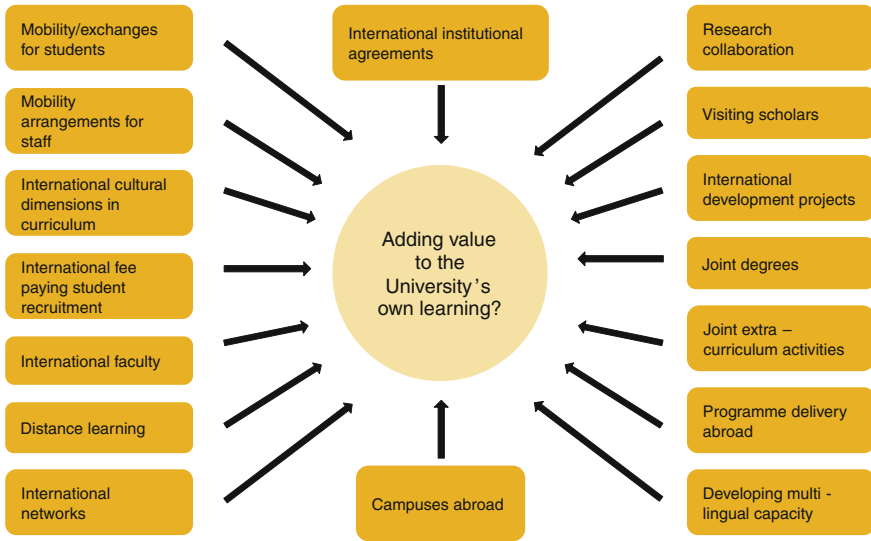 Mobility/exchanges
for students
Mobility
arrangements for
staff
International cultural
dimensions in
curriculum
International fee
paying student
recruitment
International faculty
Distance learning
International
networks
International institutional
agreements
Adding value
to the
University's
own learning?
Campuses abroad
Research
collaboration
Visiting scholars
International
development projects
Joint degrees
Joint extra –
curriculum activities
Programme delivery
abroad
Developing multi -
lingual capacity